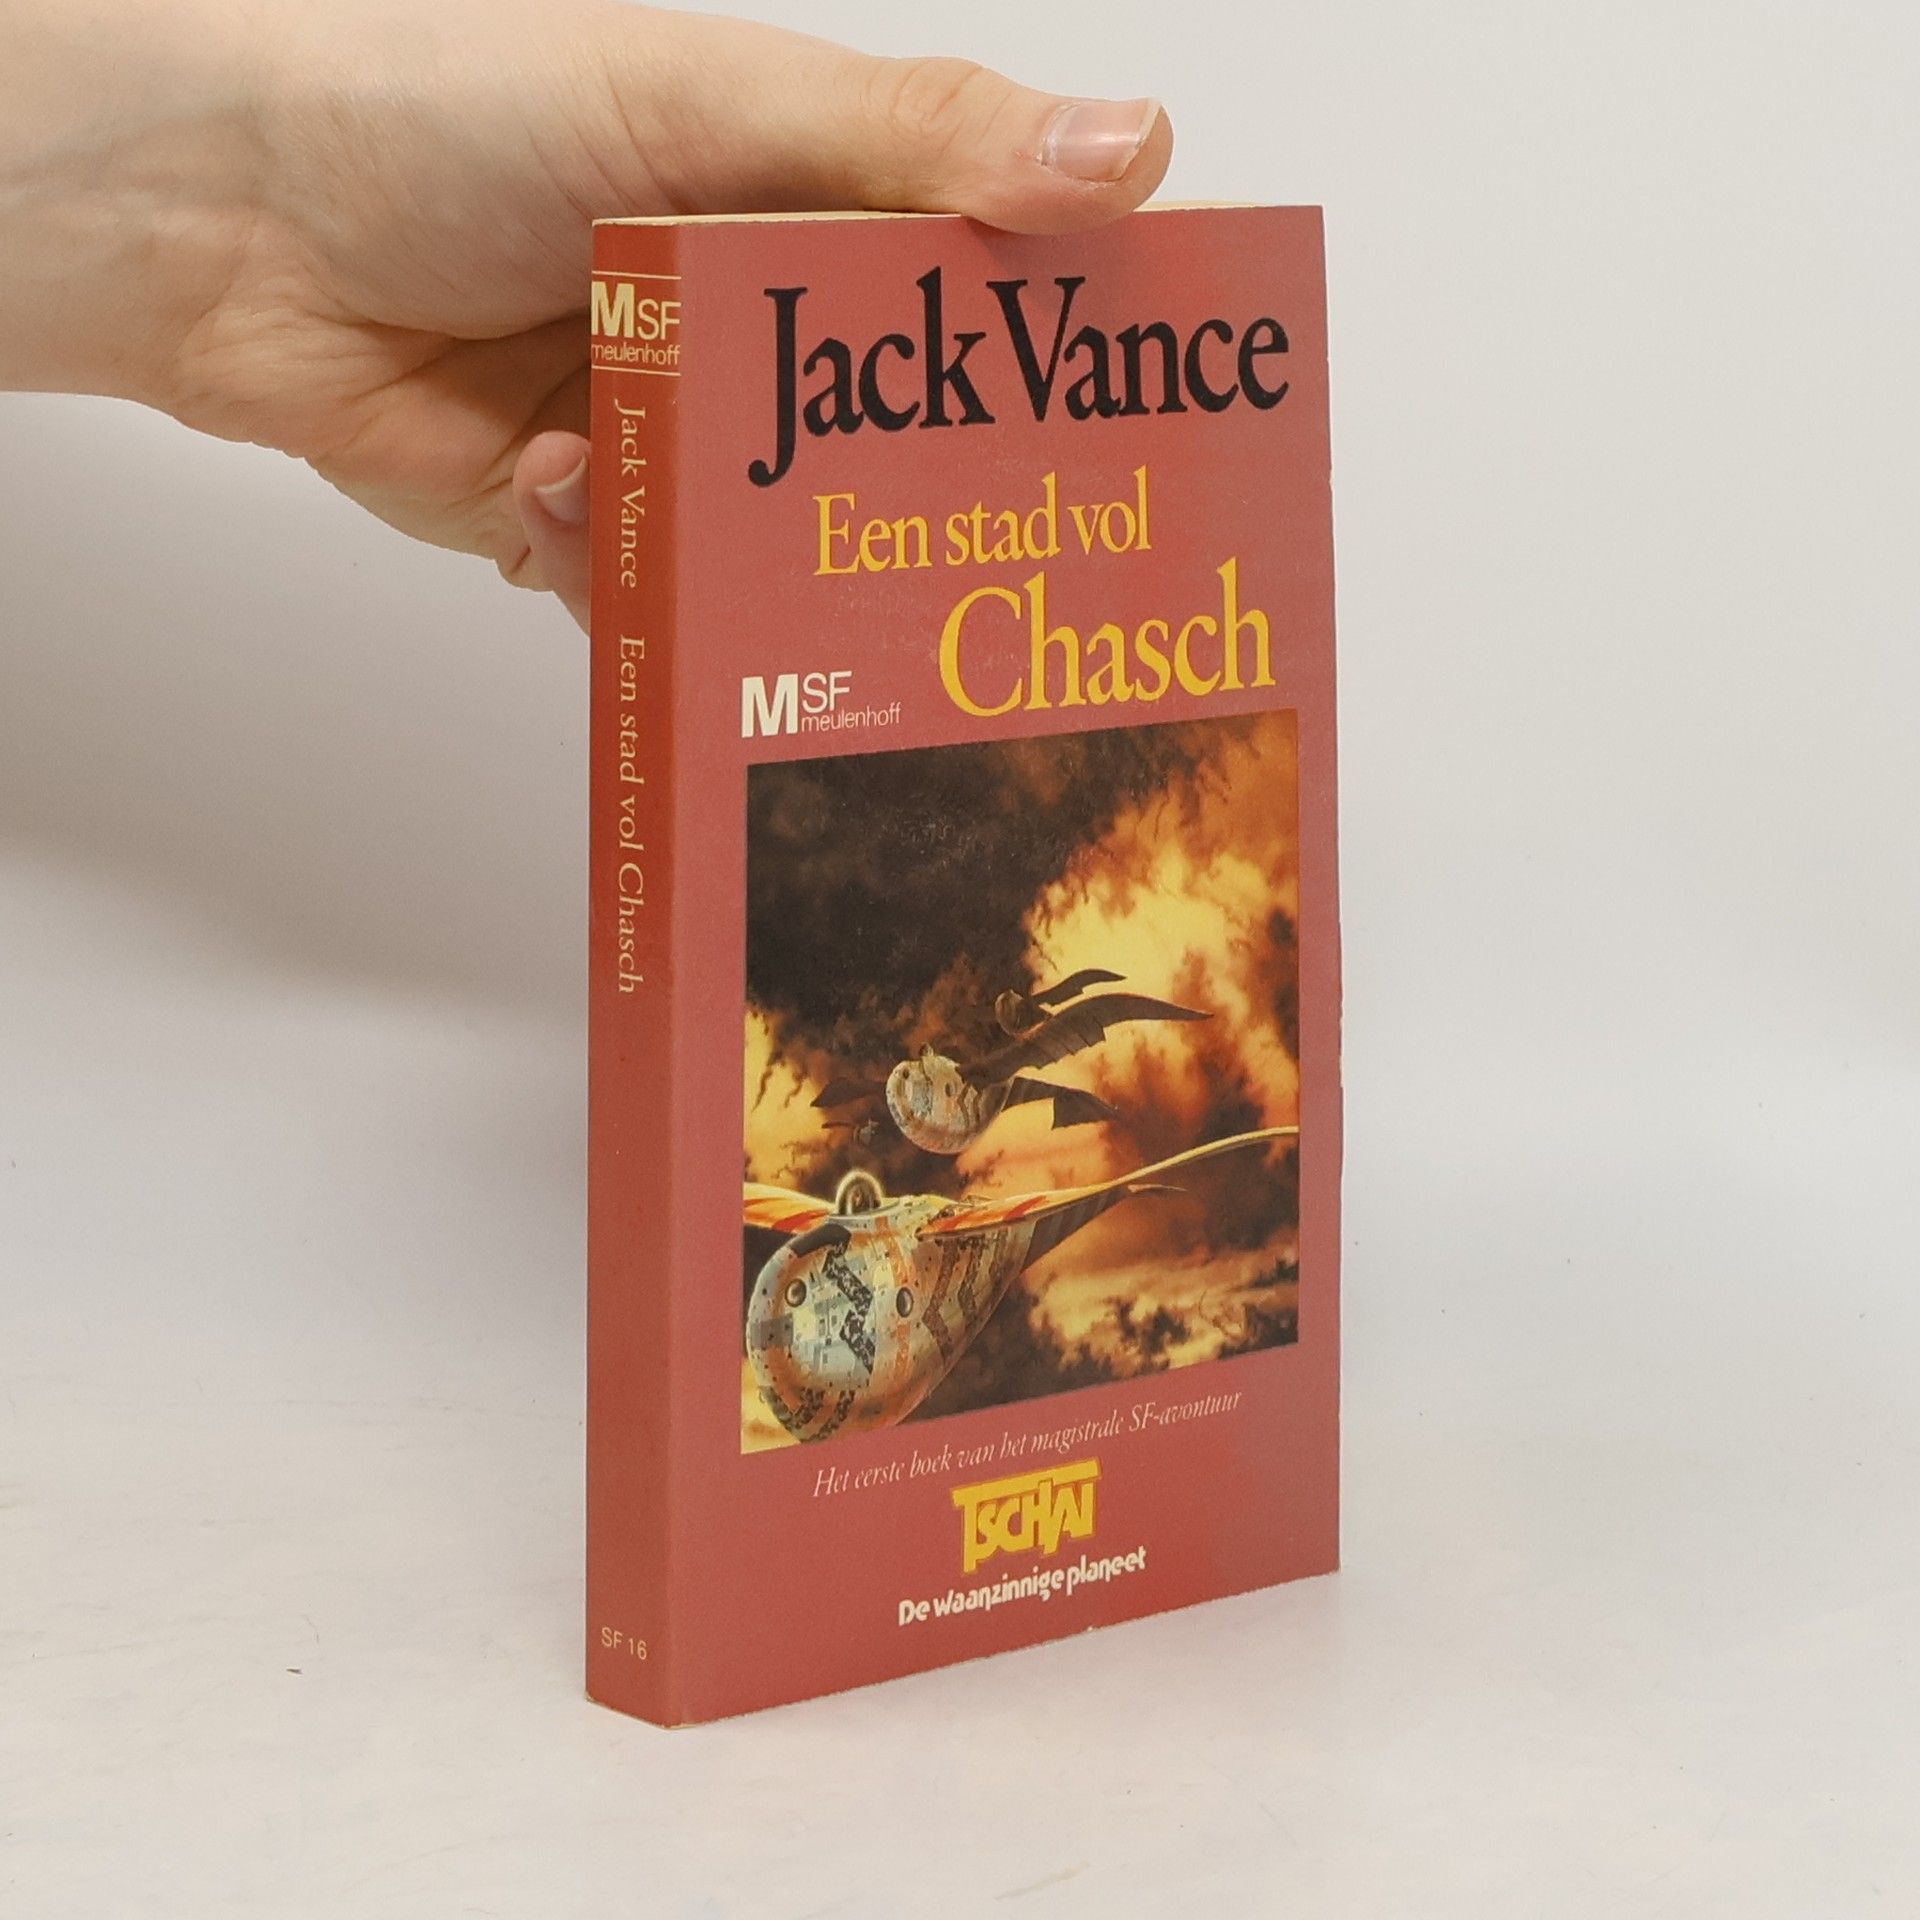 MSF
meulenhoff
Jack Vance Een stad vol Chasch
SF 16
Jack Vance
Een stad vol
Chasch
MSF
meulenhoff
Het eerste boek van het magistrale SF-avontuur
TSCHAI
De waanzinnige planeet